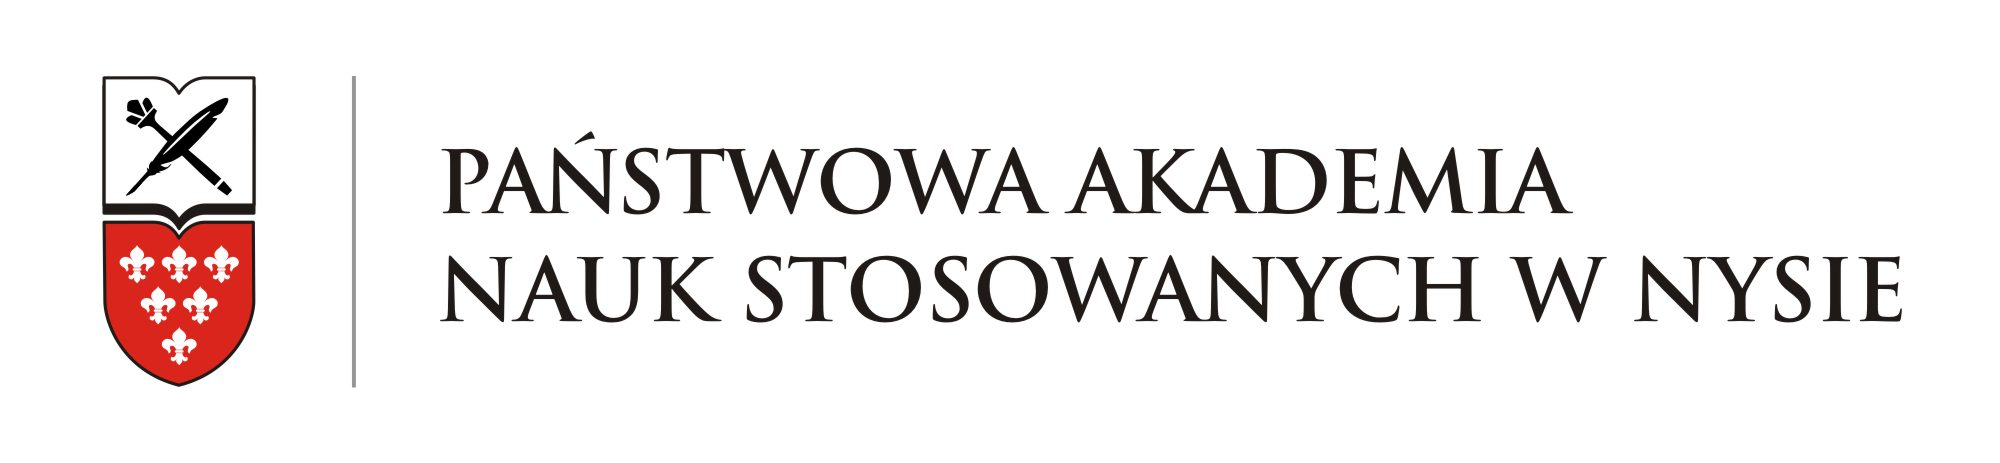 PAŃSTWOWA AKADEMIA
NAUK STOSOWANYCH W NYSIE